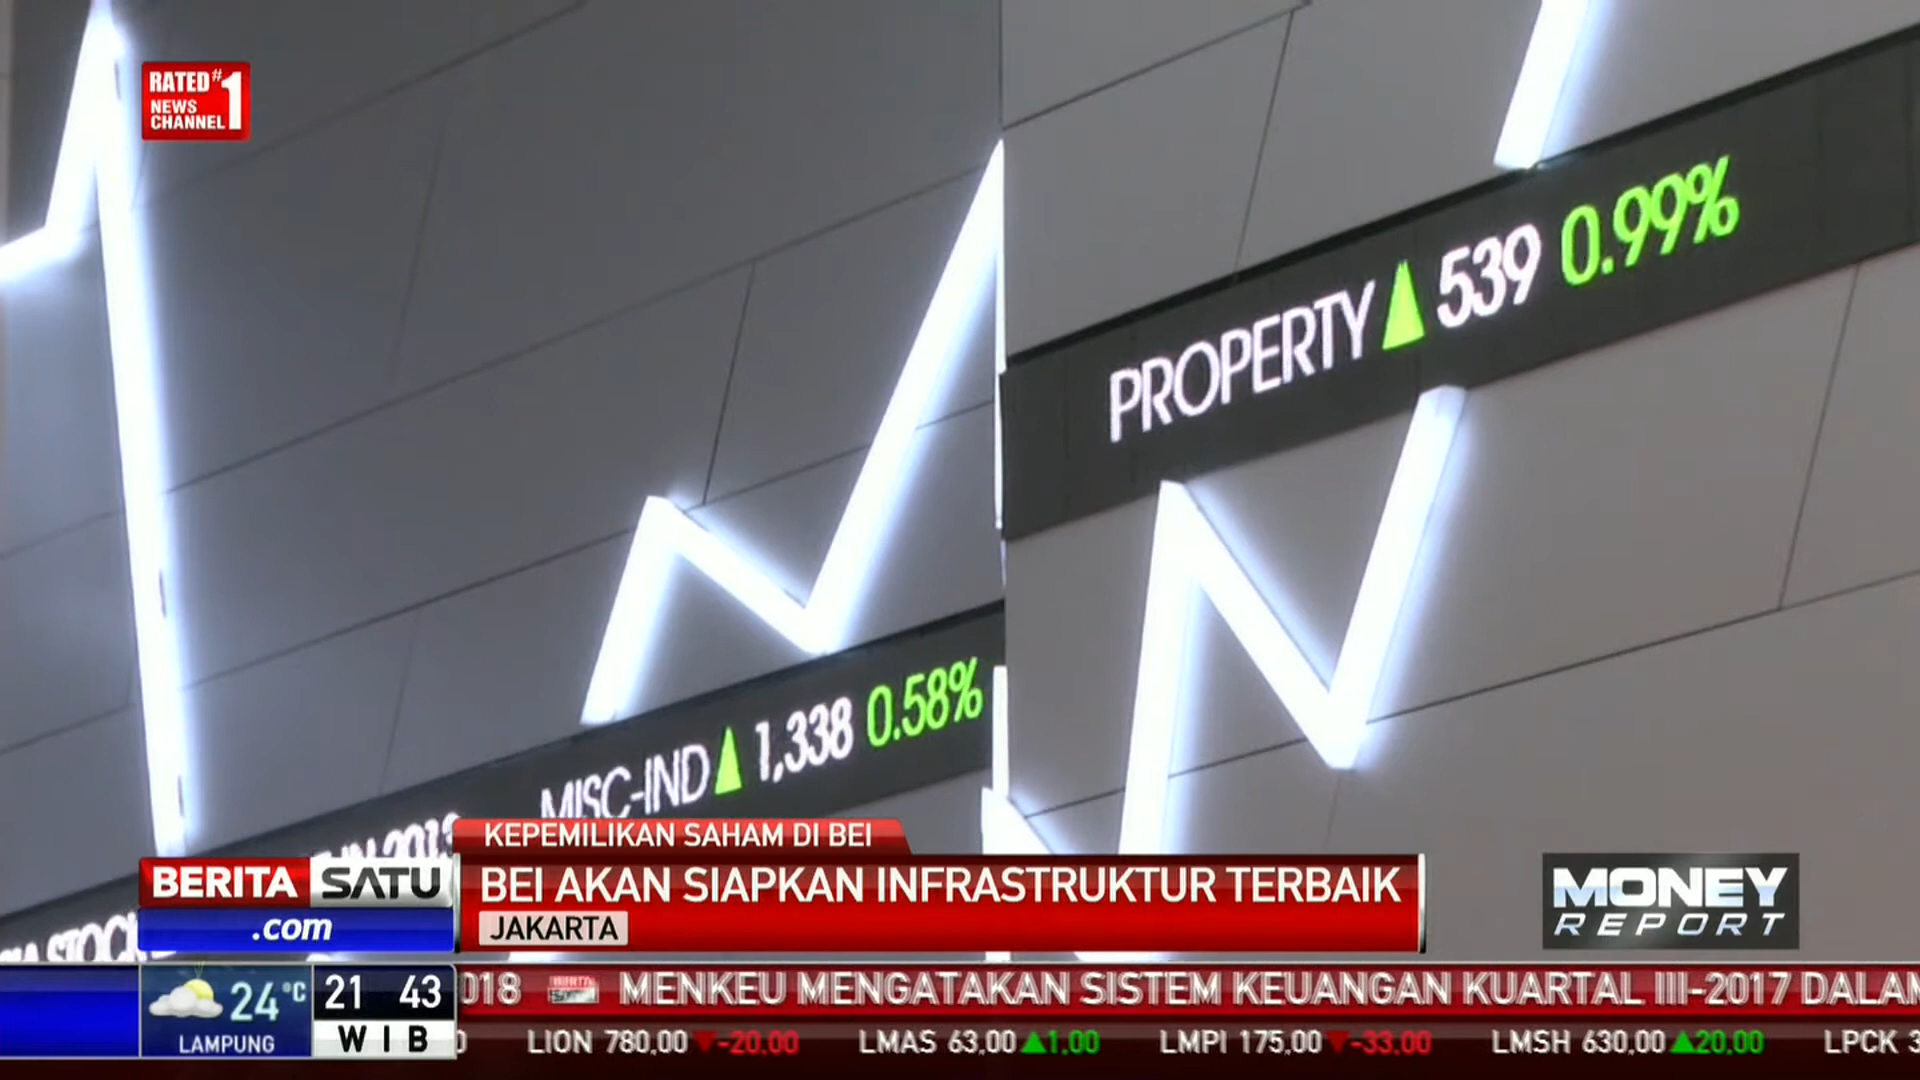 RATED #1
NEWS
CHANNEL
PROPERTY ▲ 539 0.99%
MISC-IND ▲ 1,338 0.58%
KEPEMILIKAN SAHAM DI BEI
BERITA SATU
.com
BEI AKAN SIAPKAN INFRASTRUKTUR TERBAIK
JAKARTA
MONEY
REPORT
24°C
LAMPUNG
21 43
WIB
018 MENKEU MENGATAKAN SISTEM KEUANGAN KUARTAL III-2017 DALAM
0 LION 780,00 ▼ -20.00 LMAS 63,00 ▲ 1,00 LMPI 175,00 ▼ -33.00 LMSH 630,00 ▲ 20,00 LPCK 3